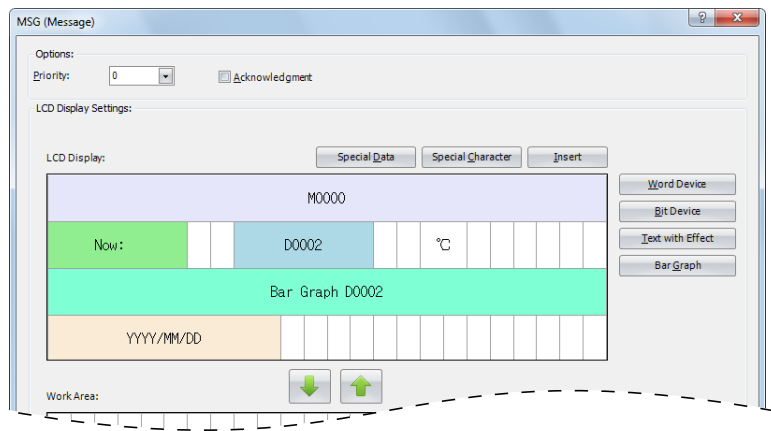 MSG (Message)
Options:
Priority: 0 Acknowledgment
LCD Display Settings:
LCD Display: Special Data Special Character Insert
M0000
Now: D0002 ℃
Bar Graph D0002
YYYY/MM/DD
Word Device
Bit Device
Text with Effect
Bar Graph
Work Area: